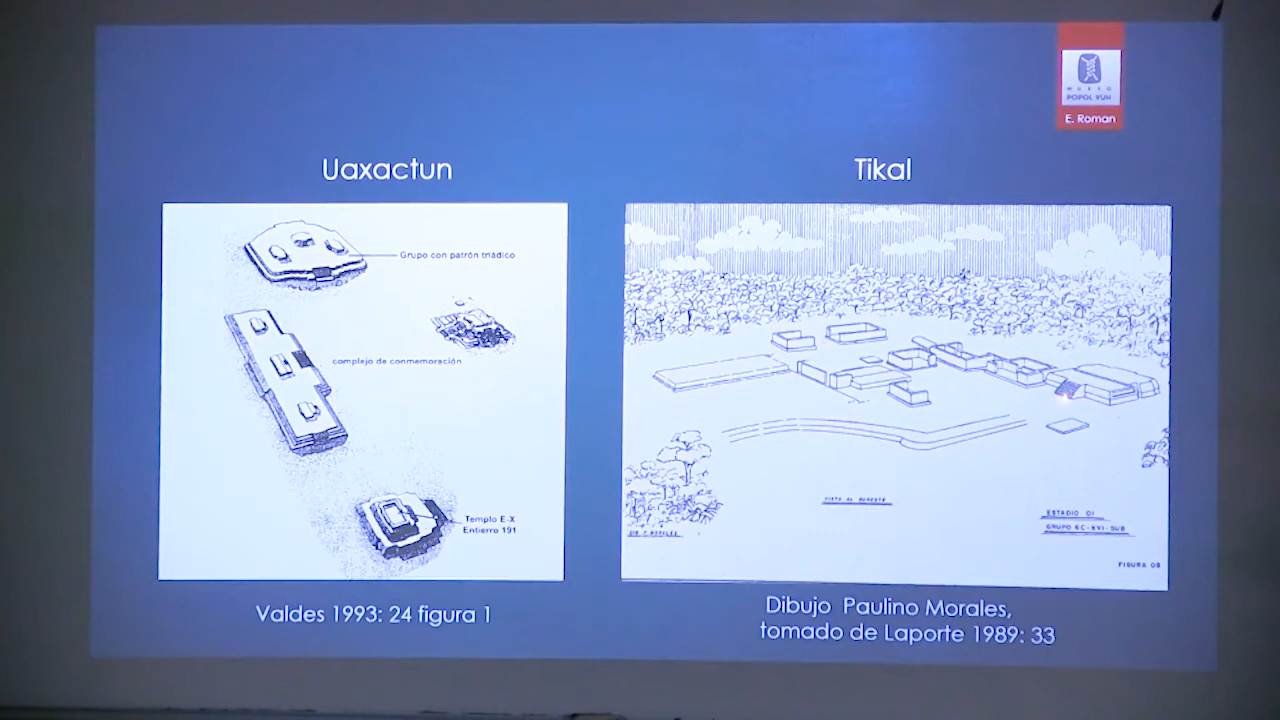 MUSEO
POPOL VUH
E. Roman
Uaxactun
Tikal
Grupo con patrón triádico
complejo de conmemoración
Templo E-X
Entierro 191
VISTA AL NORESTE
ESTADIO 01
GRUPO 6C-XVI-SUB
DIB. P. MORALES
FIGURA 08
Valdes 1993: 24 figura 1
Dibujo Paulino Morales,
tomado de Laporte 1989: 33